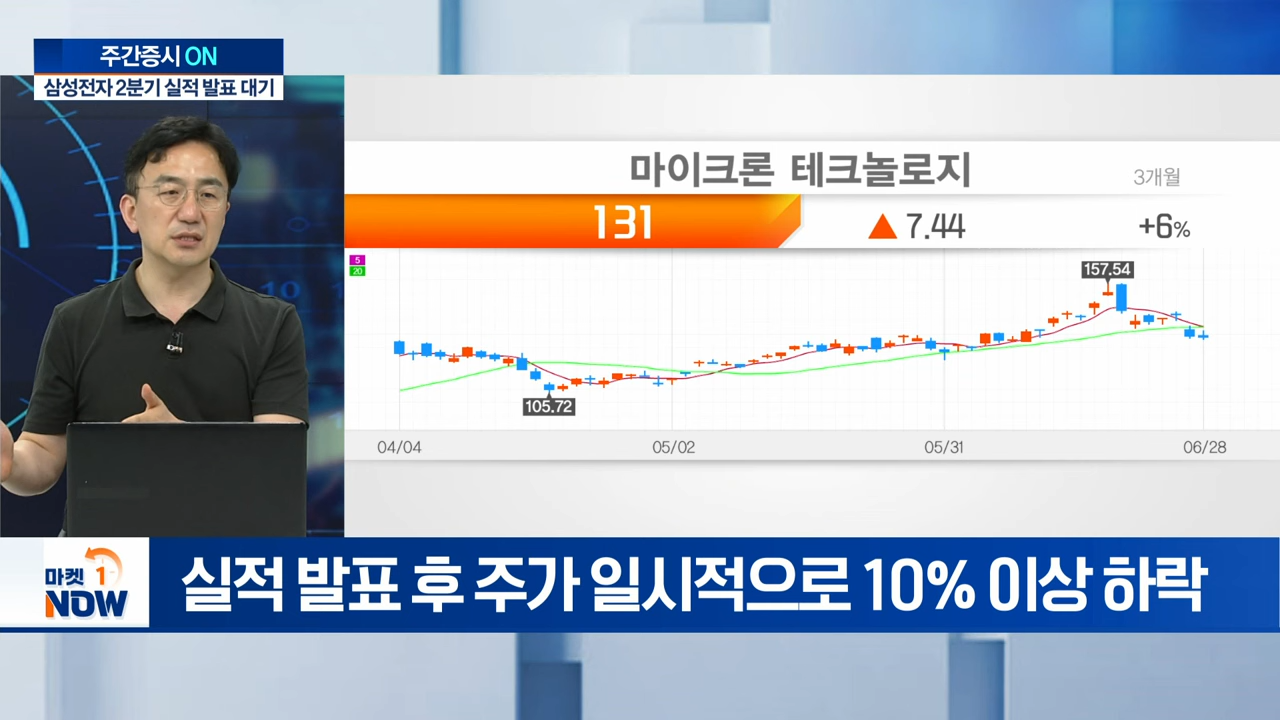 주간증시 ON
삼성전자 2분기 실적 발표 대기
마이크론 테크놀로지
3개월
131
▲ 7.44
+6%
5
20
157.54
105.72
04/04
05/02
05/31
06/28
마켓 1
NOW
실적 발표 후 주가 일시적으로 10% 이상 하락
10